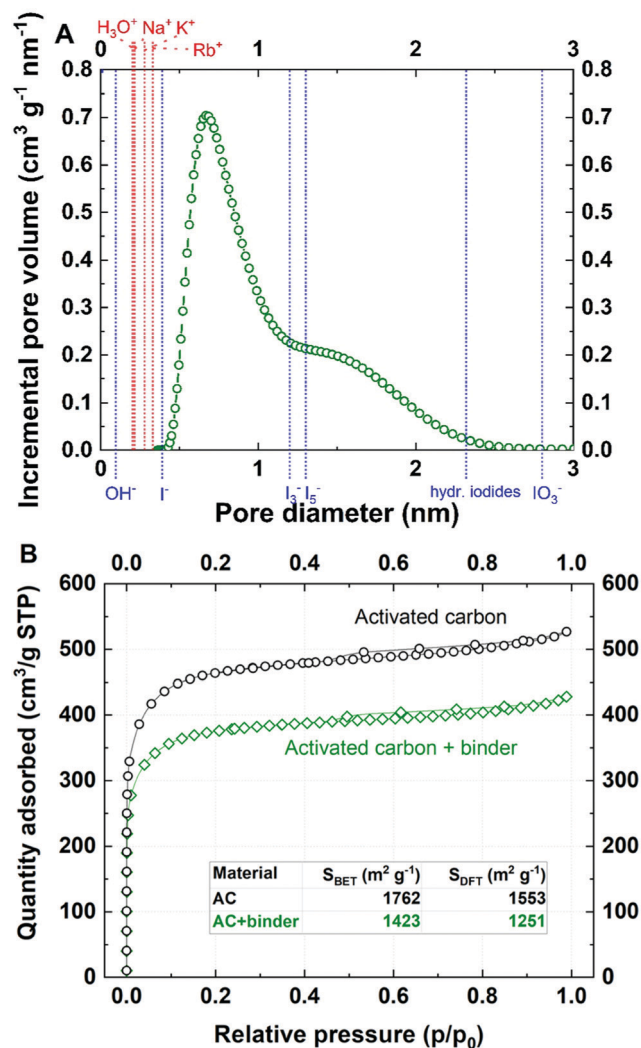 A
H₃O⁺ Na⁺ K⁺
Rb⁺
0 1 2 3
0.8 0.8
0.7 0.7
0.6 0.6
0.5 0.5
0.4 0.4
0.3 0.3
0.2 0.2
0.1 0.1
0.0 0.0
0 1 2 3
Incremental pore volume (cm³ g⁻¹ nm⁻¹)
OH⁻ I⁻ I₃⁻ I₅⁻ hydr. iodides IO₃⁻
Pore diameter (nm)
B
0.0 0.2 0.4 0.6 0.8 1.0
600 600
500 500
400 400
300 300
200 200
100 100
0 0
Quantity adsorbed (cm³/g STP)
Activated carbon
Activated carbon + binder
Material S_BET (m² g⁻¹) S_DFT (m² g⁻¹)
AC 1762 1553
AC+binder 1423 1251
0.0 0.2 0.4 0.6 0.8 1.0
Relative pressure (p/p₀)